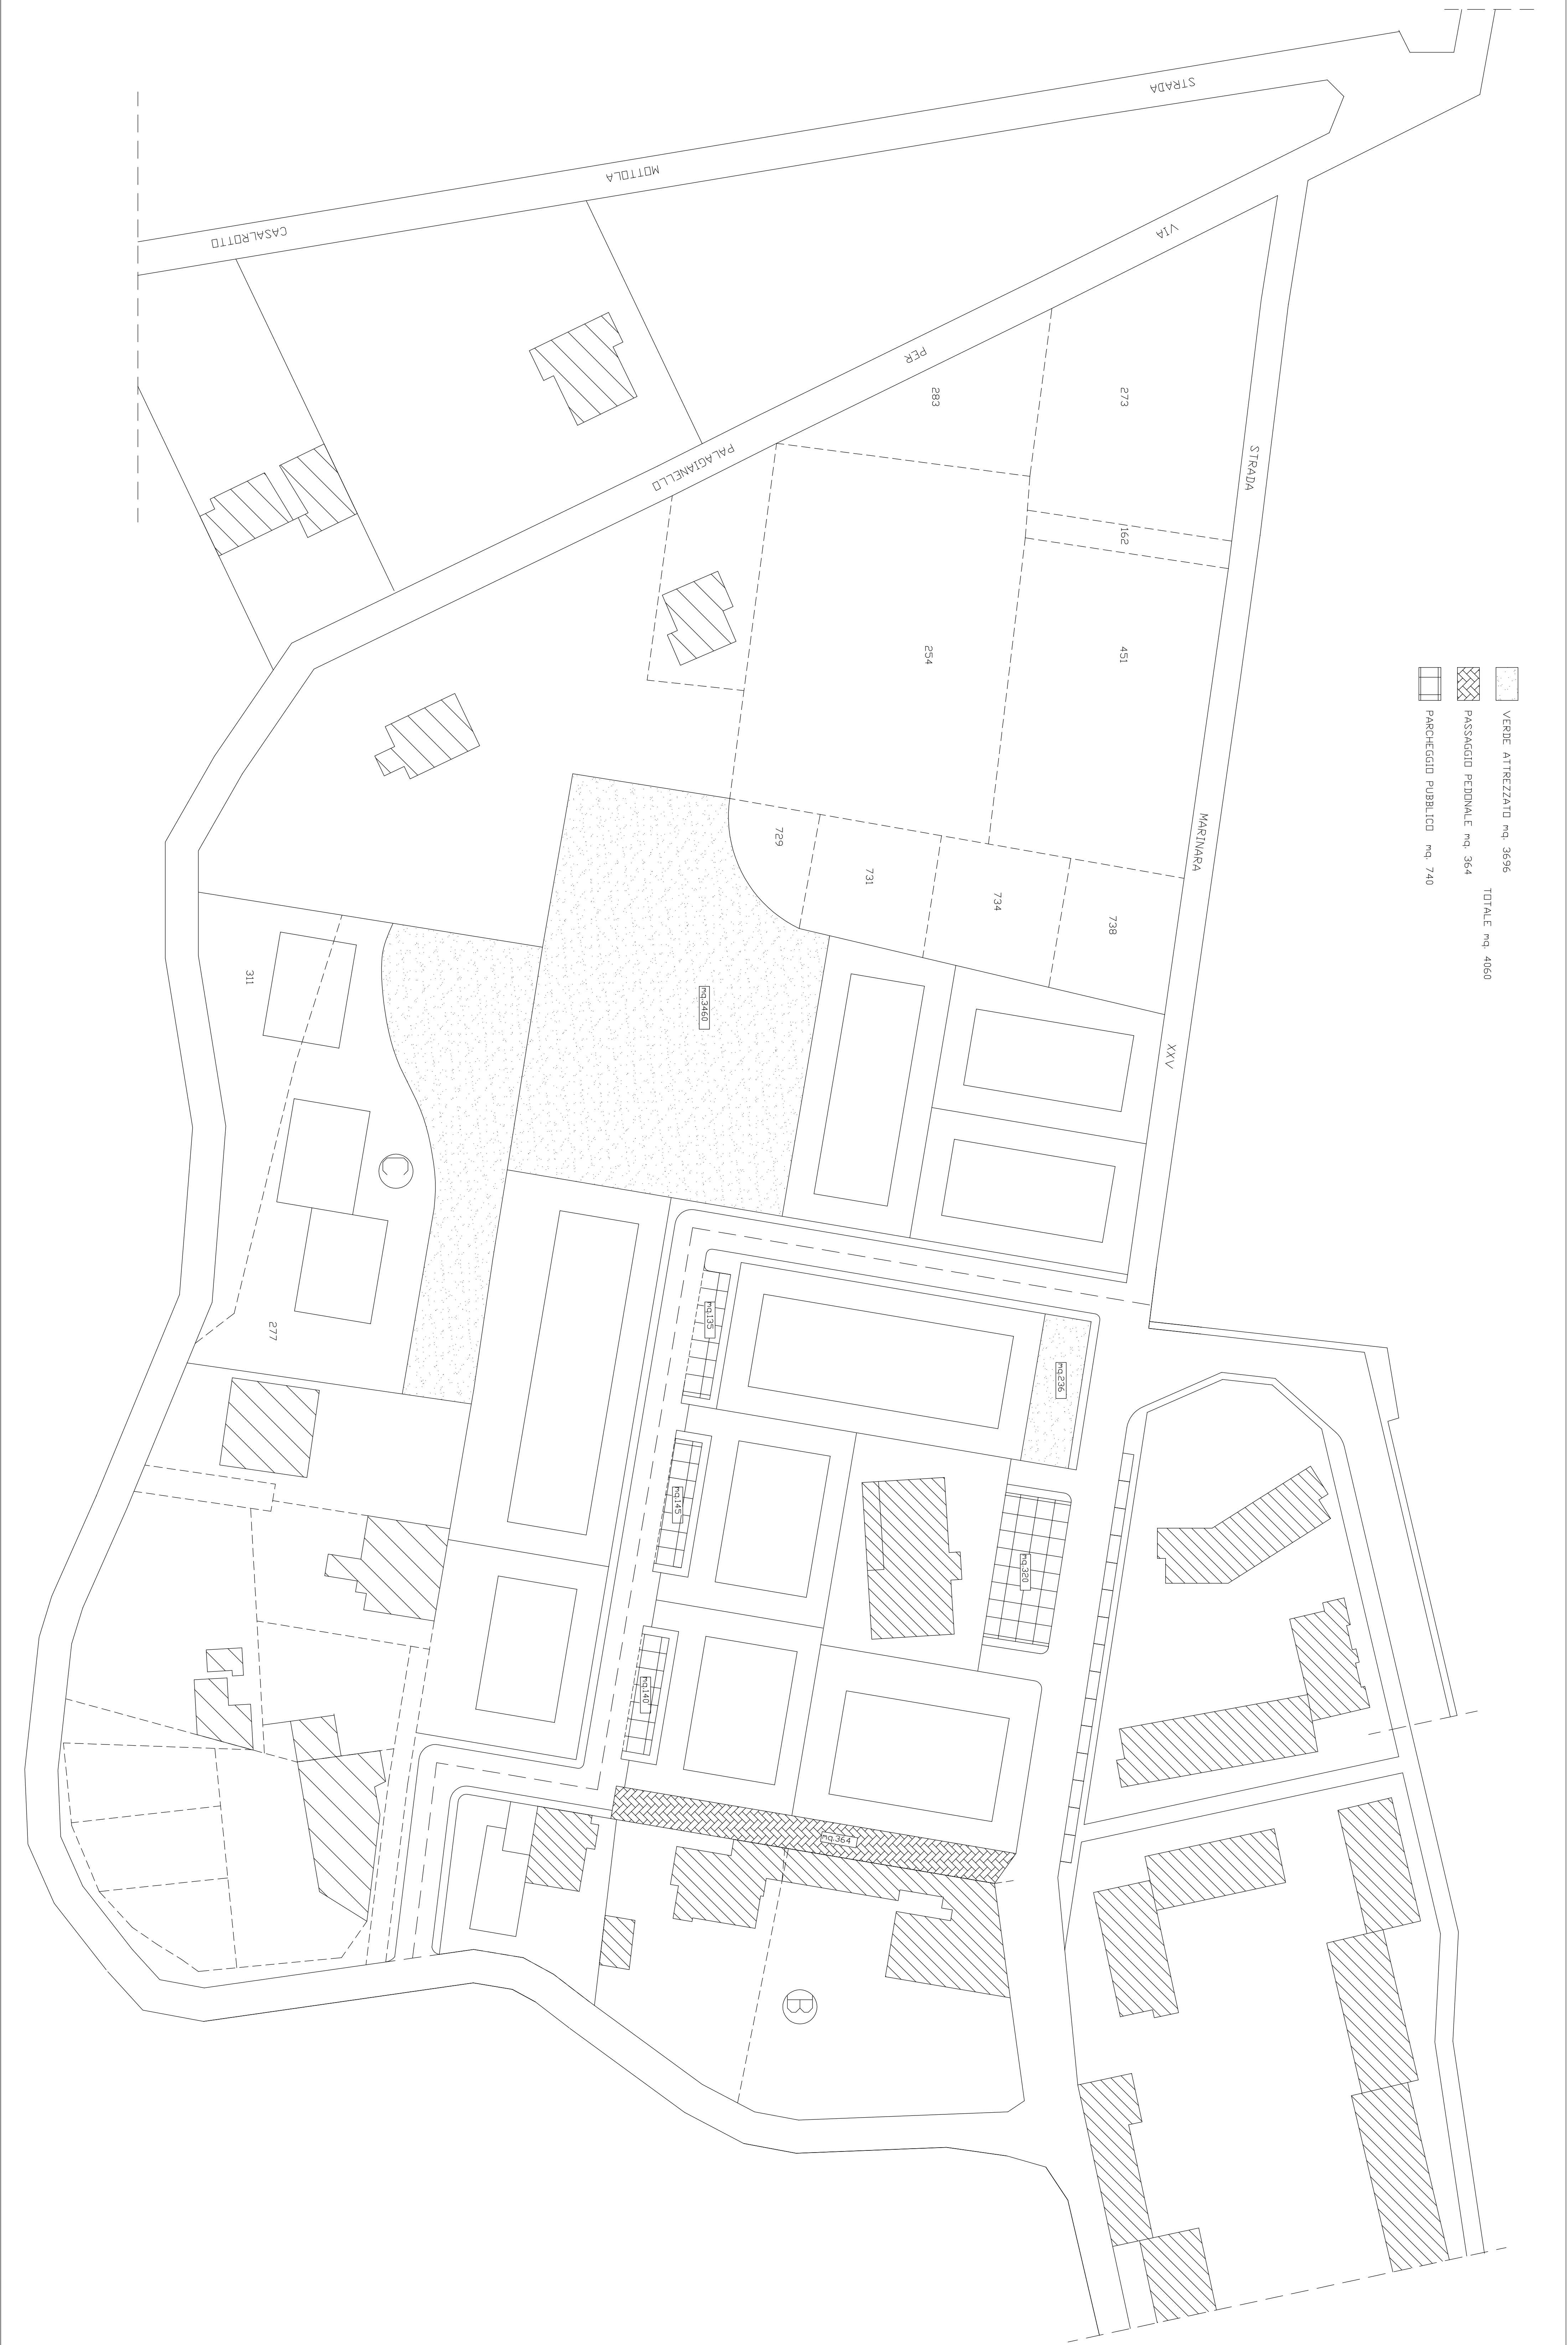 VERDE ATTREZZATO mq. 3696
TOTALE mq. 4060
PASSAGGIO PEDONALE mq. 364
PARCHEGGIO PUBBLICO mq. 740
STRADA
MOTTOLA
CASALROTTO
VIA
PER
PALAGIANELLO
STRADA
MARINARA
XXV
273
283
162
451
254
729
731
734
738
311
277
mq.3460
mq.236
mq.135
mq.145
mq.140
mq.320
mq.364
C
B